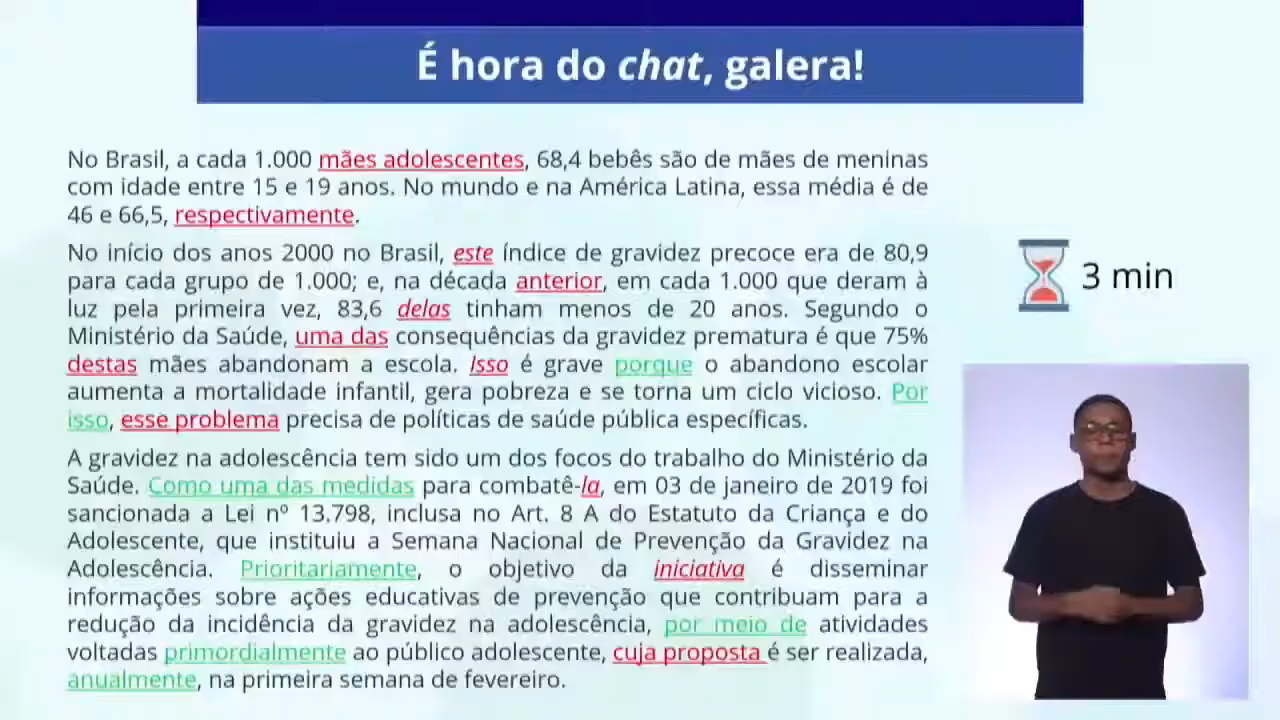 É hora do chat, galera!
No Brasil, a cada 1.000 mães adolescentes, 68,4 bebês são de mães de meninas
com idade entre 15 e 19 anos. No mundo e na América Latina, essa média é de
46 e 66,5, respectivamente.
No início dos anos 2000 no Brasil, este índice de gravidez precoce era de 80,9
para cada grupo de 1.000; e, na década anterior, em cada 1.000 que deram à
luz pela primeira vez, 83,6 delas tinham menos de 20 anos. Segundo o
Ministério da Saúde, uma das consequências da gravidez prematura é que 75%
destas mães abandonam a escola. Isso é grave porque o abandono escolar
aumenta a mortalidade infantil, gera pobreza e se torna um ciclo vicioso. Por
isso, esse problema precisa de políticas de saúde pública específicas.
A gravidez na adolescência tem sido um dos focos do trabalho do Ministério da
Saúde. Como uma das medidas para combatê-la, em 03 de janeiro de 2019 foi
sancionada a Lei nº 13.798, inclusa no Art. 8 A do Estatuto da Criança e do
Adolescente, que instituiu a Semana Nacional de Prevenção da Gravidez na
Adolescência. Prioritariamente, o objetivo da iniciativa é disseminar
informações sobre ações educativas de prevenção que contribuam para a
redução da incidência da gravidez na adolescência, por meio de atividades
voltadas primordialmente ao público adolescente, cuja proposta é ser realizada,
anualmente, na primeira semana de fevereiro.
3 min